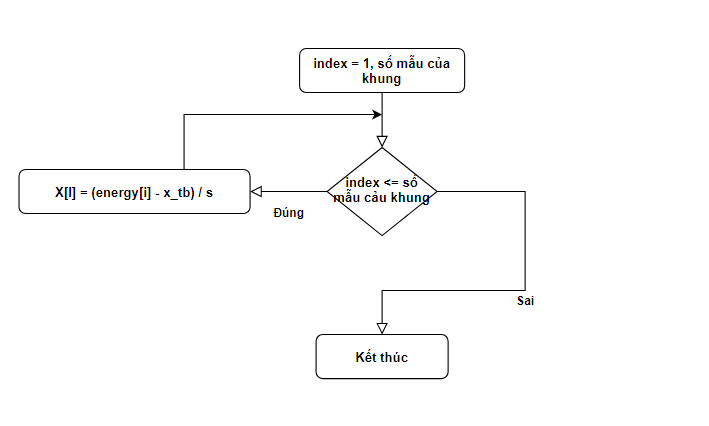 index = 1, số mẫu của
khung
index <= số
mẫu cảu khung
X[I] = (energy[i] - x_tb) / s
Đúng
Sai
Kết thúc